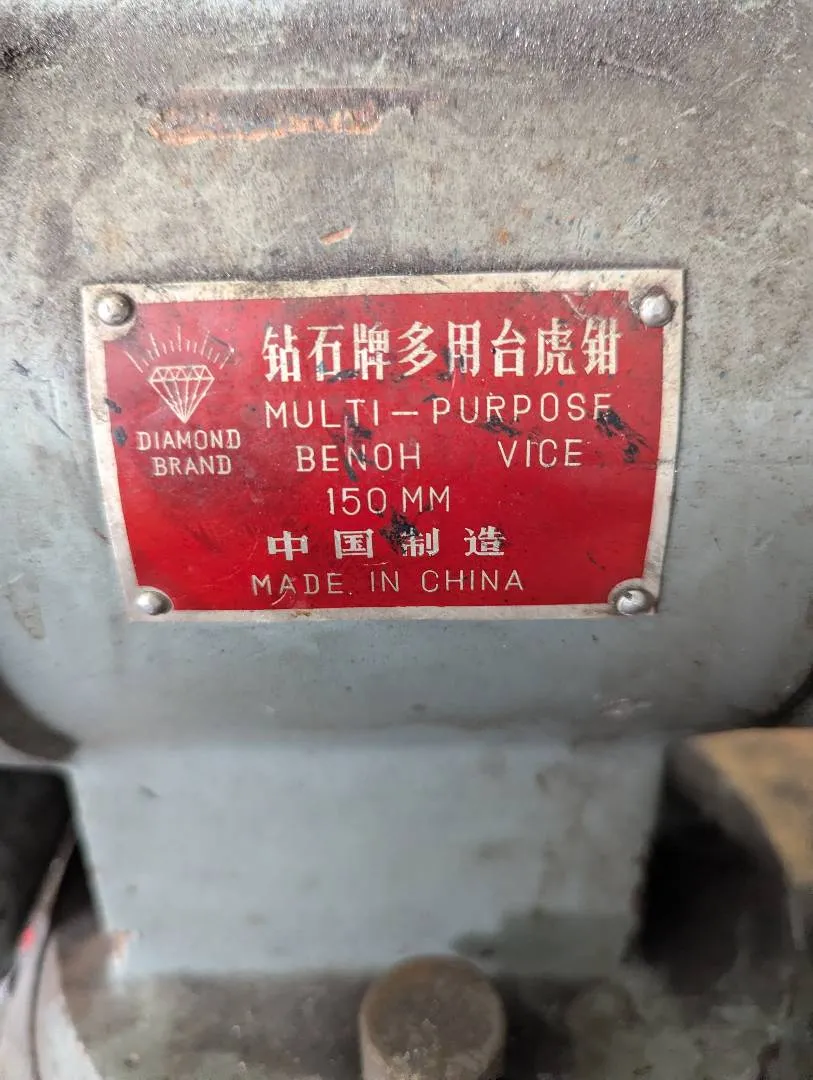 钻石牌多用台虎钳
MULTI-PURPOSE
DIAMOND
BRAND
BENOH VICE
150 MM
中国制造
MADE. IN CHINA